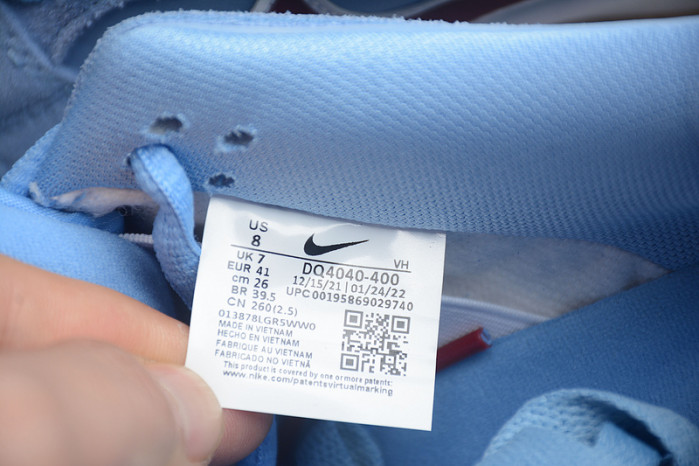 US
8
UK 7
EUR 41
cm 26
BR 39.5
CN 260(2.5)
VH
DQ4040-400
12/15/21 | 01/24/22
UPC00195869029740
013878LGR5WW0
MADE IN VIETNAM
HECHO EN VIETNAM
FABRIQUE AU VIETNAM
FABRICADO NO VIETNÃ
This product is covered by one or more patents:
www.nike.com/patentsvirtualmarking